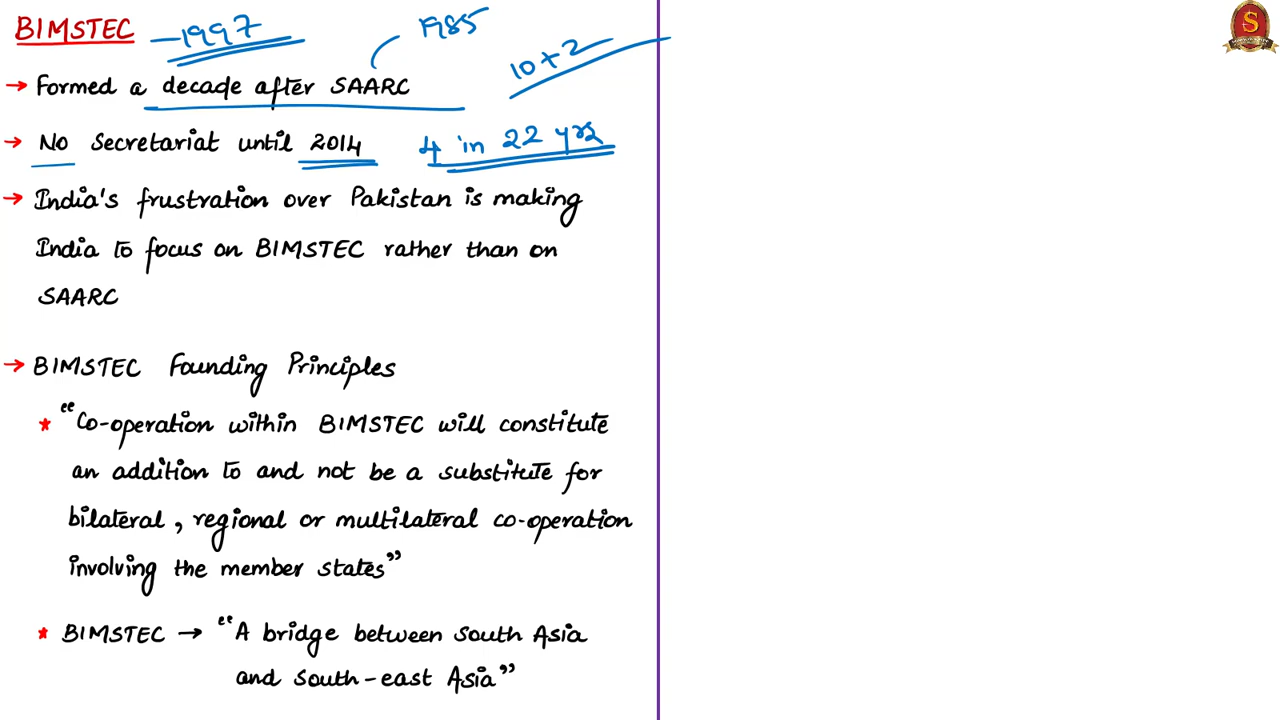 BIMSTEC – 1997
1985
→ Formed a decade after SAARC
10 + 2
→ No Secretariat until 2014
4 in 22 yrs
→ India's frustration over Pakistan is making
India to focus on BIMSTEC rather than on
SAARC
→ BIMSTEC Founding Principles
* “Co-operation within BIMSTEC will constitute
an addition to and not be a substitute for
bilateral, regional or multilateral co-operation
involving the member states”
* BIMSTEC → “A bridge between South Asia
and south-east Asia”
S